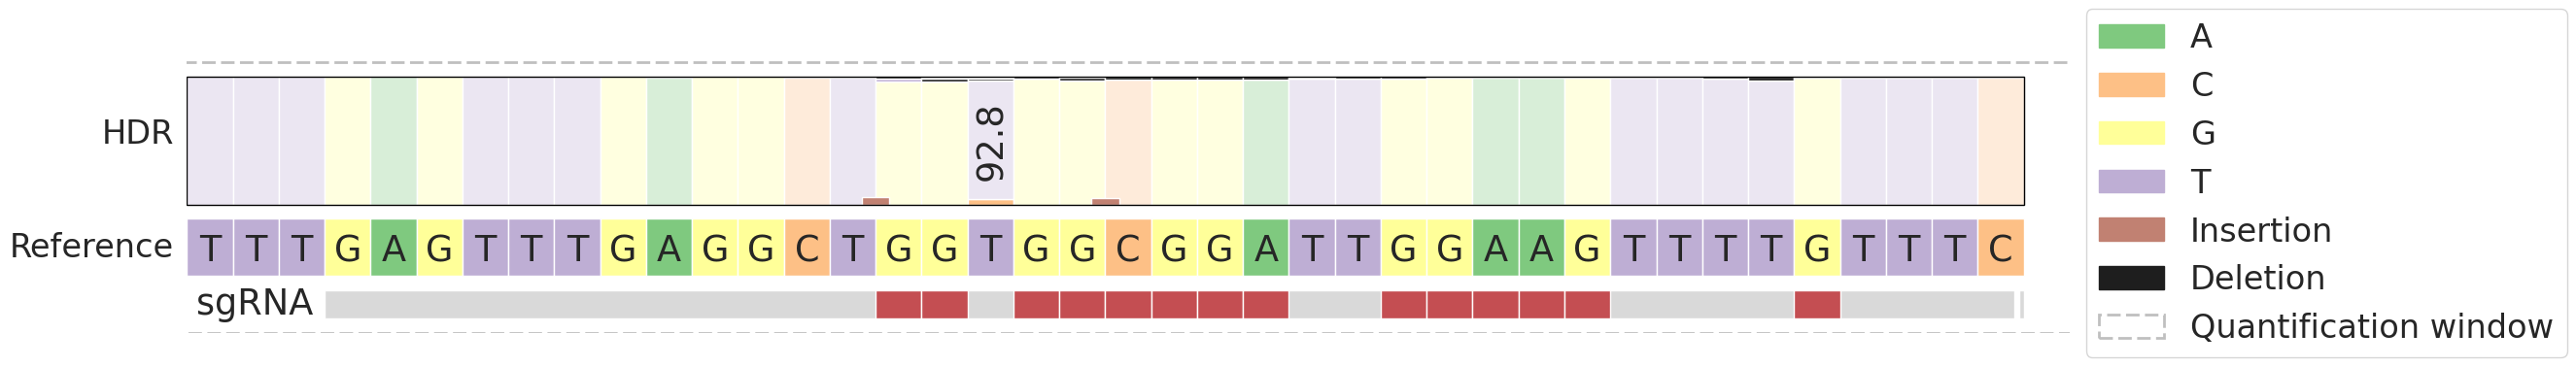 HDR
92.8
Reference T T T G A G T T T G A G G C T G G T G G C G G A T T G G A A G T T T T G T T T C
sgRNA
A
C
G
T
Insertion
Deletion
Quantification window